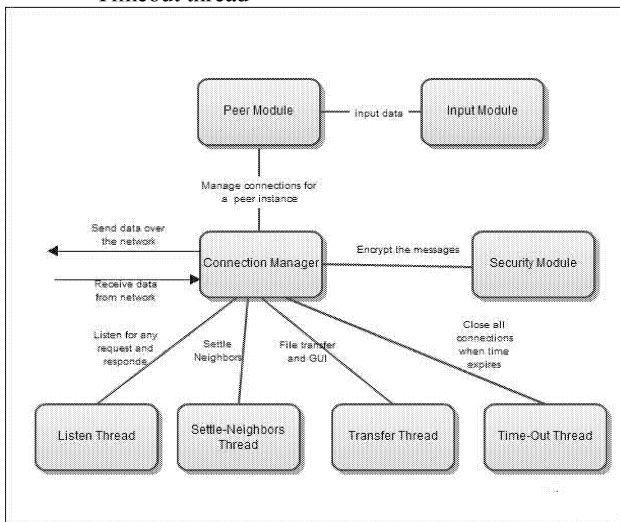 Timeout thread
Peer Module
input data
Input Module
Manage connections for
a peer instance
Send data over
the network
Connection Manager
Encrypt the messages
Security Module
Receive data
from network
Listen for any
request and
responde
Settle
Neighbors
File transfer
and GUI
Close all
connections
when time
expires
Listen Thread
Settle-Neighbors
Thread
Transfer Thread
Time-Out Thread